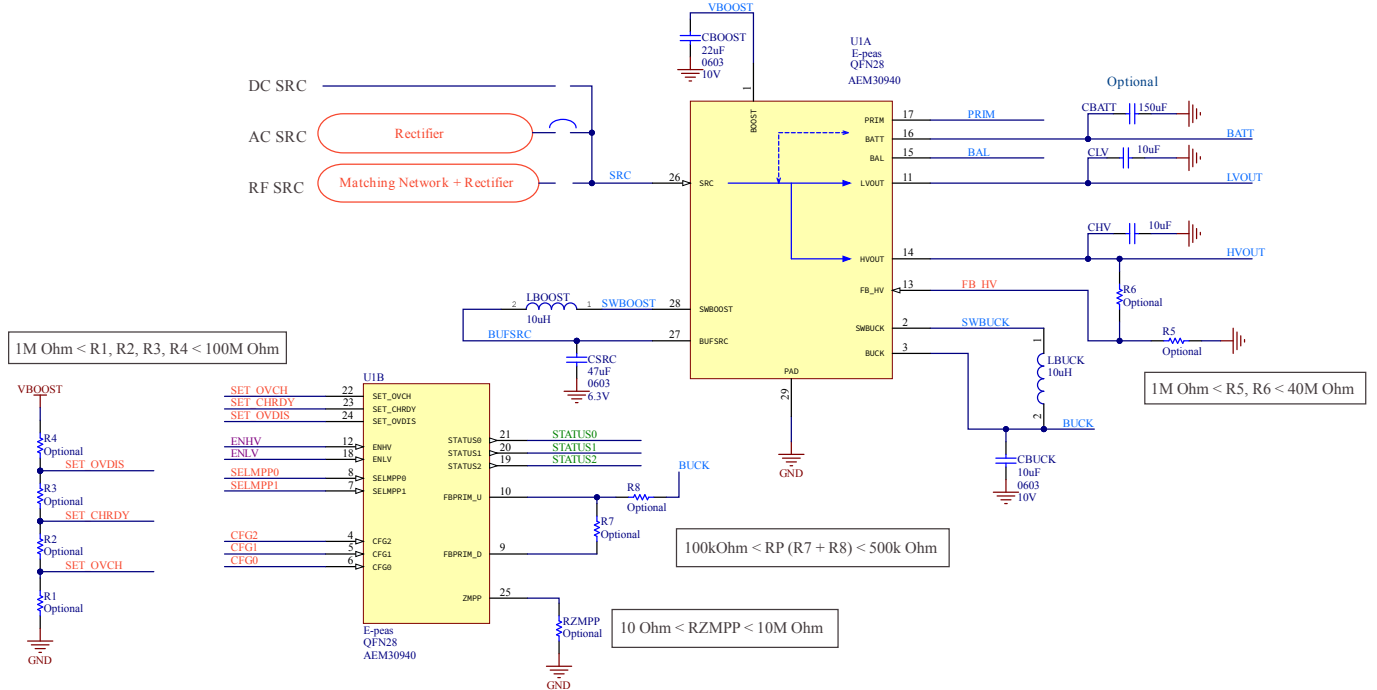 VBOOST
CBOOST
22uF
0603
10V
GND
U1A
E-peas
QFN28
AEM30940
DC SRC
AC SRC
Rectifier
RF SRC
Matching Network + Rectifier
SRC
26
SRC
1
BOOST
PRIM
17
PRIM
BATT
16
BAL
15
BAL
LVOUT
11
Optional
CBATT
150uF
BATT
CLV
10uF
LVOUT
HVOUT
14
CHV
10uF
HVOUT
FB_HV
13
FB_HV
R6
Optional
R5
Optional
SWBUCK
2
SWBUCK
BUCK
3
1
LBUCK
10uH
2
BUCK
1M Ohm < R5, R6 < 40M Ohm
CBUCK
10uF
0603
10V
GND
LBOOST
2
1
10uH
SWBOOST
28
SWBOOST
BUFSRC
27
BUFSRC
CSRC
47uF
0603
6.3V
GND
PAD
29
GND
1M Ohm < R1, R2, R3, R4 < 100M Ohm
VBOOST
R4
Optional
SET_OVDIS
R3
Optional
SET_CHRDY
R2
Optional
SET_OVCH
R1
Optional
GND
U1B
SET_OVCH
22
SET_OVCH
SET_CHRDY
23
SET_CHRDY
SET_OVDIS
24
SET_OVDIS
ENHV
12
ENHV
ENLV
18
ENLV
SELMPP0
8
SELMPP0
SELMPP1
7
SELMPP1
CFG2
4
CFG2
CFG1
5
CFG1
CFG0
6
CFG0
STATUS0
21
STATUS0
STATUS1
20
STATUS1
STATUS2
19
STATUS2
FBPRIM_U
10
R8
Optional
BUCK
R7
Optional
FBPRIM_D
9
100kOhm < RP (R7 + R8) < 500k Ohm
ZMPP
25
RZMPP
Optional
10 Ohm < RZMPP < 10M Ohm
GND
E-peas
QFN28
AEM30940